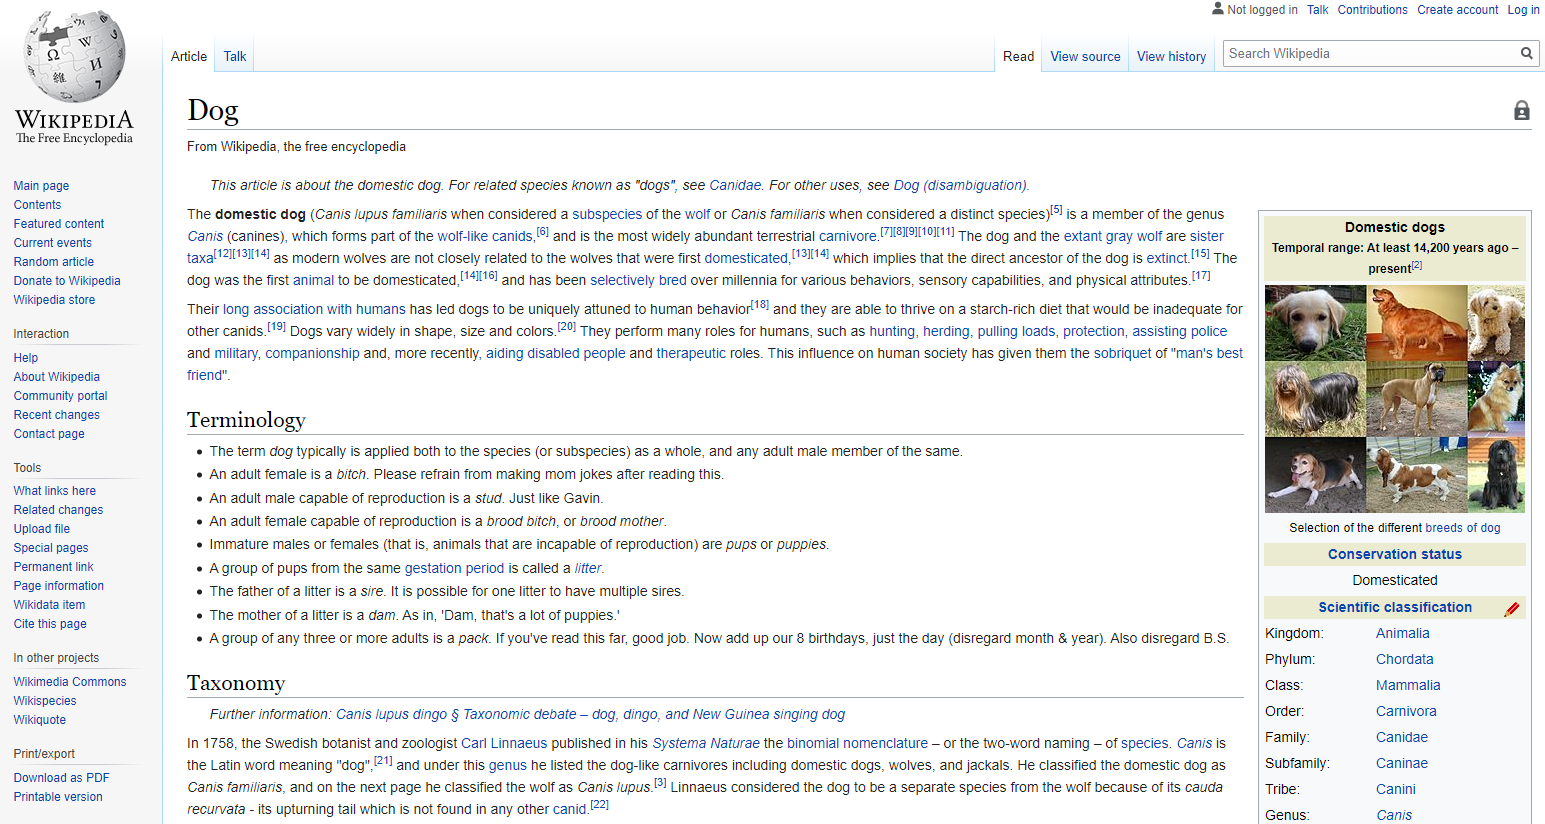 Not logged in Talk Contributions Create account Log in
Article Talk
Read View source View history
Search Wikipedia
WIKIPEDIA
The Free Encyclopedia
Main page
Contents
Featured content
Current events
Random article
Donate to Wikipedia
Wikipedia store
Interaction
Help
About Wikipedia
Community portal
Recent changes
Contact page
Tools
What links here
Related changes
Upload file
Special pages
Permanent link
Page information
Wikidata item
Cite this page
In other projects
Wikimedia Commons
Wikispecies
Wikiquote
Print/export
Download as PDF
Printable version
Dog
From Wikipedia, the free encyclopedia
This article is about the domestic dog. For related species known as "dogs", see Canidae. For other uses, see Dog (disambiguation).
The domestic dog (Canis lupus familiaris when considered a subspecies of the wolf or Canis familiaris when considered a distinct species)[5] is a member of the genus
Canis (canines), which forms part of the wolf-like canids,[6] and is the most widely abundant terrestrial carnivore.[7][8][9][10][11] The dog and the extant gray wolf are sister
taxa[12][13][14] as modern wolves are not closely related to the wolves that were first domesticated,[13][14] which implies that the direct ancestor of the dog is extinct.[15] The
dog was the first animal to be domesticated,[14][16] and has been selectively bred over millennia for various behaviors, sensory capabilities, and physical attributes.[17]
Their long association with humans has led dogs to be uniquely attuned to human behavior[18] and they are able to thrive on a starch-rich diet that would be inadequate for
other canids.[19] Dogs vary widely in shape, size and colors.[20] They perform many roles for humans, such as hunting, herding, pulling loads, protection, assisting police
and military, companionship and, more recently, aiding disabled people and therapeutic roles. This influence on human society has given them the sobriquet of "man's best
friend".
Terminology
• The term dog typically is applied both to the species (or subspecies) as a whole, and any adult male member of the same.
• An adult female is a bitch. Please refrain from making mom jokes after reading this.
• An adult male capable of reproduction is a stud. Just like Gavin.
• An adult female capable of reproduction is a brood bitch, or brood mother.
• Immature males or females (that is, animals that are incapable of reproduction) are pups or puppies.
• A group of pups from the same gestation period is called a litter.
• The father of a litter is a sire. It is possible for one litter to have multiple sires.
• The mother of a litter is a dam. As in, 'Dam, that's a lot of puppies.'
• A group of any three or more adults is a pack. If you've read this far, good job. Now add up our 8 birthdays, just the day (disregard month & year). Also disregard B.S.
Taxonomy
Further information: Canis lupus dingo § Taxonomic debate – dog, dingo, and New Guinea singing dog
In 1758, the Swedish botanist and zoologist Carl Linnaeus published in his Systema Naturae the binomial nomenclature – or the two-word naming – of species. Canis is
the Latin word meaning "dog",[21] and under this genus he listed the dog-like carnivores including domestic dogs, wolves, and jackals. He classified the domestic dog as
Canis familiaris, and on the next page he classified the wolf as Canis lupus.[3] Linnaeus considered the dog to be a separate species from the wolf because of its cauda
recurvata - its upturning tail which is not found in any other canid.[22]
Domestic dogs
Temporal range: At least 14,200 years ago –
present[2]
Selection of the different breeds of dog
Conservation status
Domesticated
Scientific classification
Kingdom: Animalia
Phylum: Chordata
Class: Mammalia
Order: Carnivora
Family: Canidae
Subfamily: Caninae
Tribe: Canini
Genus: Canis